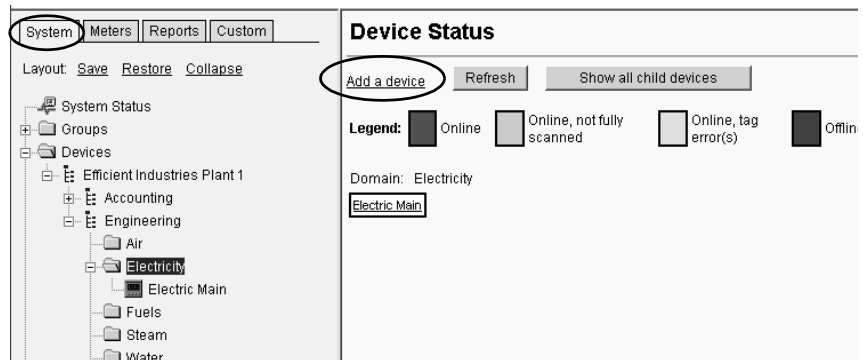 System Meters Reports Custom
Layout: Save Restore Collapse
System Status
Groups
Devices
Efficient Industries Plant 1
Accounting
Engineering
Air
Electricity
Electric Main
Fuels
Steam
Water
Device Status
Add a device Refresh Show all child devices
Legend: Online Online, not fully scanned Online, tag error(s)
Domain: Electricity
Electric Main